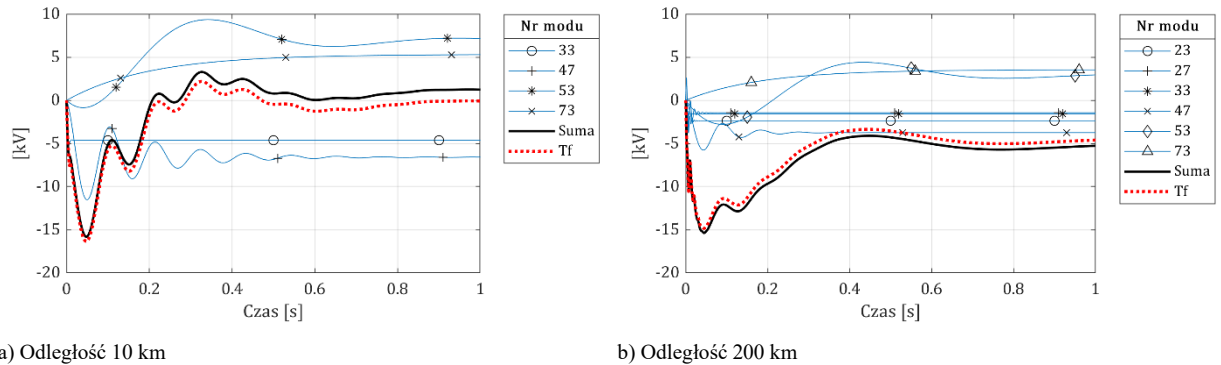 10
5
0
-5
-10
-15
-20
[kV]
0 0.2 0.4 0.6 0.8 1
Czas [s]
Nr modu
33
47
53
73
Suma
Tf
10
5
0
-5
-10
-15
-20
[kV]
0 0.2 0.4 0.6 0.8 1
Czas [s]
Nr modu
23
27
33
47
53
73
Suma
Tf
a) Odległość 10 km
b) Odległość 200 km